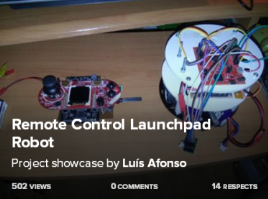 Remote Control Launchpad
Robot
Project showcase by Luís Afonso
502 VIEWS 0 COMMENTS 14 RESPECTS